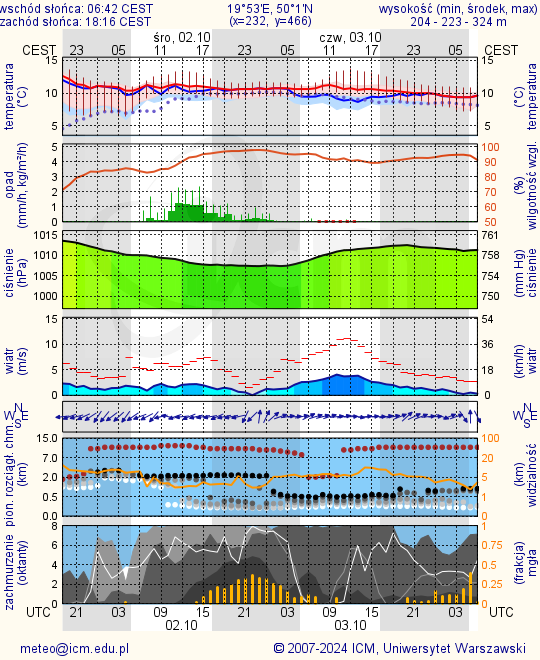 wschód słońca: 06:42 CEST 19°53'E, 50°1'N wysokość (min, środek, max)
zachód słońca: 18:16 CEST (x=232, y=466) 204 - 223 - 324 m
śro, 02.10 czw, 03.10
CEST 23 05 11 17 23 05 11 17 23 05 CEST
temperatura (°C) 15 10 5 15 10 5 temperatura (°C)
opad (mm/h, kg/m²/h) 5 4 3 2 1 0 100 90 80 70 60 50 (%) wilgotność wzgl.
ciśnienie (hPa) 1015 1010 1005 1000 761 758 754 750 (mm Hg) ciśnienie
wiatr (m/s) 15 10 5 0 54 36 18 0 (km/h) wiatr
N W E S N W E S
pion. rozciągł. chm. (km) 15.0 7.0 2.0 0.5 0.0 100 20 5 1 0 (km) widzialność
zachmurzenie (oktanty) 8 6 4 2 0 1 0.75 0.5 0.25 0 (frakcja) mgła
UTC 21 03 09 15 21 03 09 15 21 03 UTC
02.10 03.10
meteo@icm.edu.pl © 2007-2024 ICM, Uniwersytet Warszawski